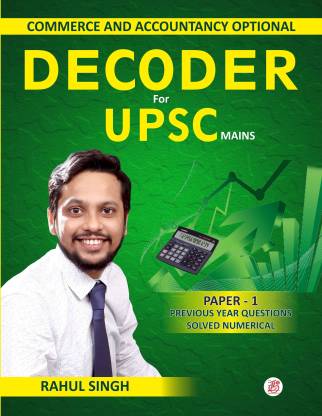 COMMERCE AND ACCOUNTANCY OPTIONAL
DECODER
For
UPSC MAINS
PAPER - 1
PREVIOUS YEAR QUESTIONS
SOLVED NUMERICAL
RAHUL SINGH